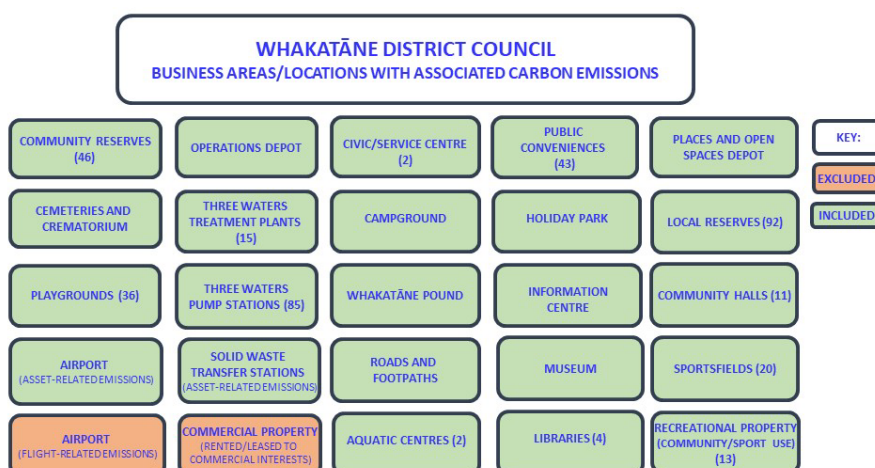 WHAKATĀNE DISTRICT COUNCIL
BUSINESS AREAS/LOCATIONS WITH ASSOCIATED CARBON EMISSIONS
COMMUNITY RESERVES
(46)
OPERATIONS DEPOT
CIVIC/SERVICE CENTRE
(2)
PUBLIC
CONVENIENCES
(43)
PLACES AND OPEN
SPACES DEPOT
KEY:
EXCLUDED
INCLUDED
CEMETERIES AND
CREMATORIUM
THREE WATERS
TREATMENT PLANTS
(15)
CAMPGROUND
HOLIDAY PARK
LOCAL RESERVES (92)
PLAYGROUNDS (36)
THREE WATERS
PUMP STATIONS (85)
WHAKATĀNE POUND
INFORMATION
CENTRE
COMMUNITY HALLS (11)
AIRPORT
(ASSET-RELATED EMISSIONS)
SOLID WASTE
TRANSFER STATIONS
(ASSET-RELATED EMISSIONS)
ROADS AND
FOOTPATHS
MUSEUM
SPORTSFIELDS (20)
AIRPORT
(FLIGHT-RELATED EMISSIONS)
COMMERCIAL PROPERTY
(RENTED/LEASED TO
COMMERCIAL INTERESTS)
AQUATIC CENTRES (2)
LIBRARIES (4)
RECREATIONAL PROPERTY
(COMMUNITY/SPORT USE)
(13)